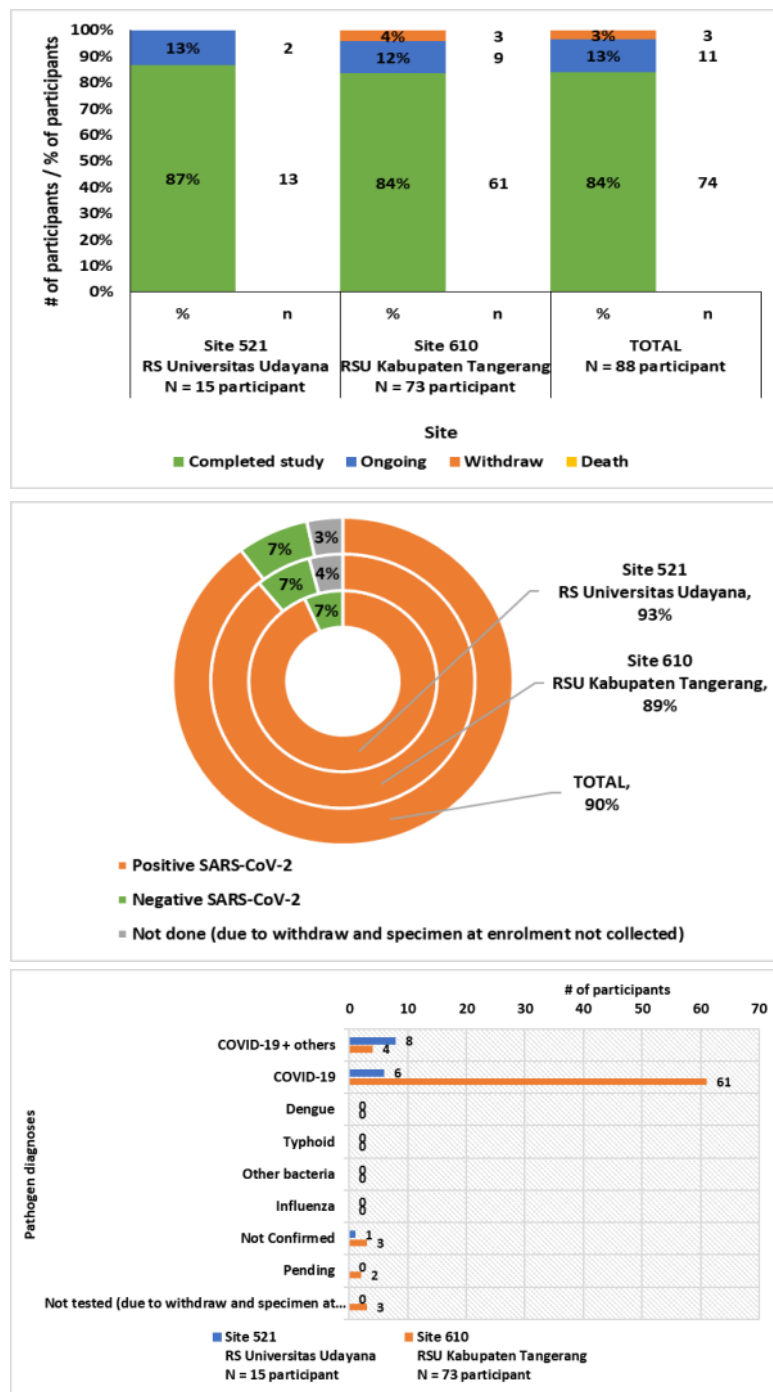 # of participants / % of participants
100%
90%
80%
70%
60%
50%
40%
30%
20%
10%
0%
13%
2
87%
13
4%
3
12%
9
84%
61
3%
3
13%
11
84%
74
% n % n % n
Site 521
RS Universitas Udayana
N = 15 participant
Site 610
RSU Kabupaten Tangerang
N = 73 participant
TOTAL
N = 88 participant
Site
Completed study Ongoing Withdraw Death
7%
3%
7%
4%
7%
Site 521
RS Universitas Udayana,
93%
Site 610
RSU Kabupaten Tangerang,
89%
TOTAL,
90%
Positive SARS-CoV-2
Negative SARS-CoV-2
Not done (due to withdraw and specimen at enrolment not collected)
# of participants
0 10 20 30 40 50 60 70
Pathogen diagnoses
COVID-19 + others
8
4
COVID-19
6
61
Dengue
0
0
Typhoid
0
0
Other bacteria
0
0
Influenza
0
0
Not Confirmed
1
3
Pending
0
2
Not tested (due to withdraw and specimen at...
0
3
Site 521
RS Universitas Udayana
N = 15 participant
Site 610
RSU Kabupaten Tangerang
N = 73 participant